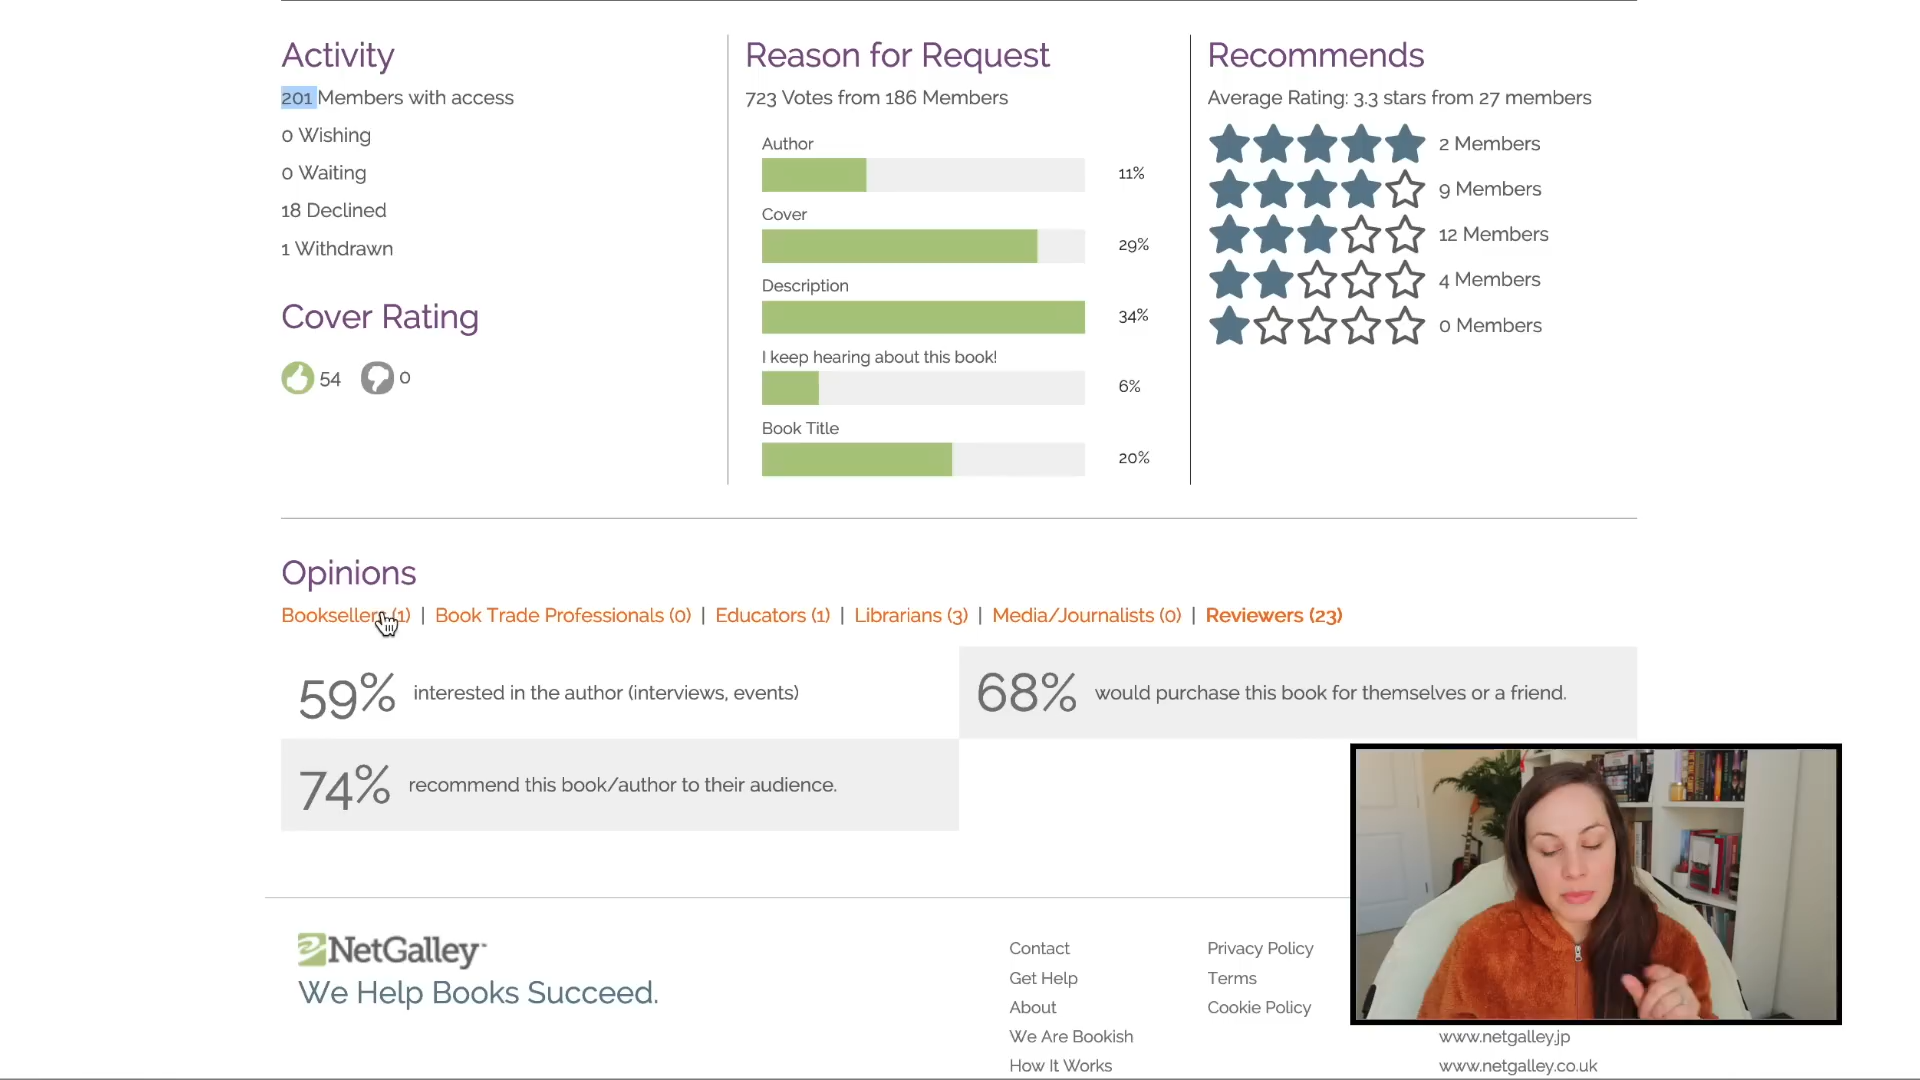 Activity
201 Members with access
0 Wishing
0 Waiting
18 Declined
1 Withdrawn
Cover Rating
54 0
Reason for Request
723 Votes from 186 Members
Author
11%
Cover
29%
Description
34%
I keep hearing about this book!
6%
Book Title
20%
Recommends
Average Rating: 3.3 stars from 27 members
2 Members
9 Members
12 Members
4 Members
0 Members
Opinions
Booksellers (1) | Book Trade Professionals (0) | Educators (1) | Librarians (3) | Media/Journalists (0) | Reviewers (23)
59% interested in the author (interviews, events)
68% would purchase this book for themselves or a friend.
74% recommend this book/author to their audience.
NetGalley
We Help Books Succeed.
Contact
Get Help
About
We Are Bookish
How It Works
Privacy Policy
Terms
Cookie Policy
www.netgalley.jp
www.netgalley.co.uk